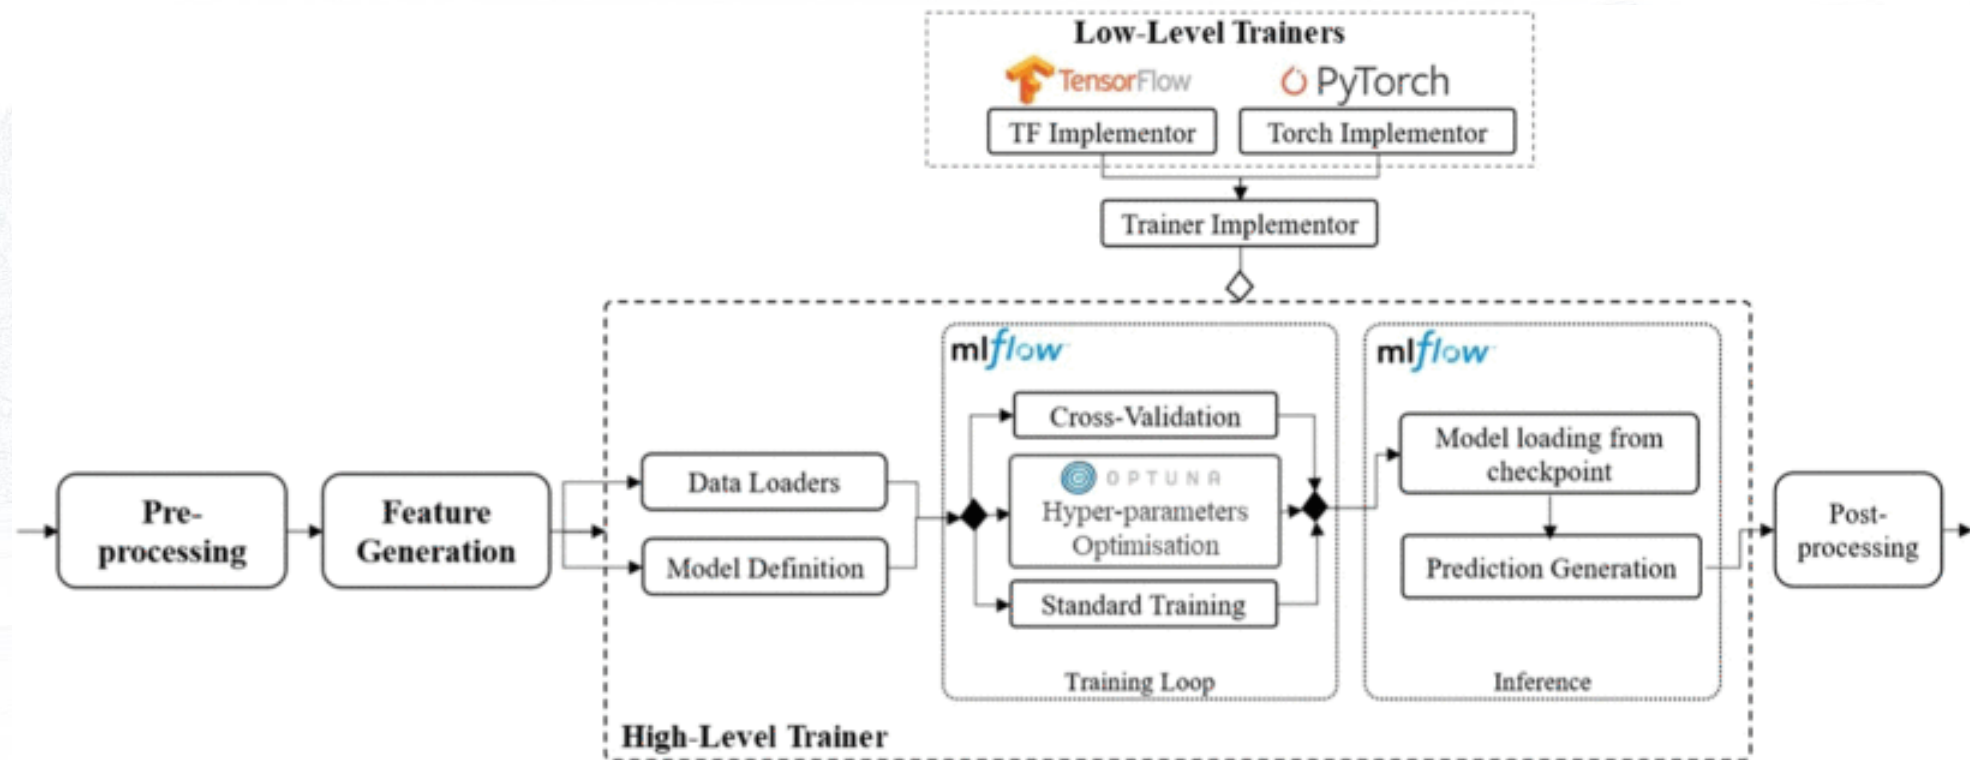 Low-Level Trainers
TensorFlow
PyTorch
TF Implementor
Torch Implementor
Trainer Implementor
mlflow
mlflow
Cross-Validation
Model loading from
checkpoint
Data Loaders
OPTUNA
Hyper-parameters
Optimisation
Pre-
processing
Feature
Generation
Post-
processing
Model Definition
Prediction Generation
Standard Training
Training Loop
Inference
High-Level Trainer